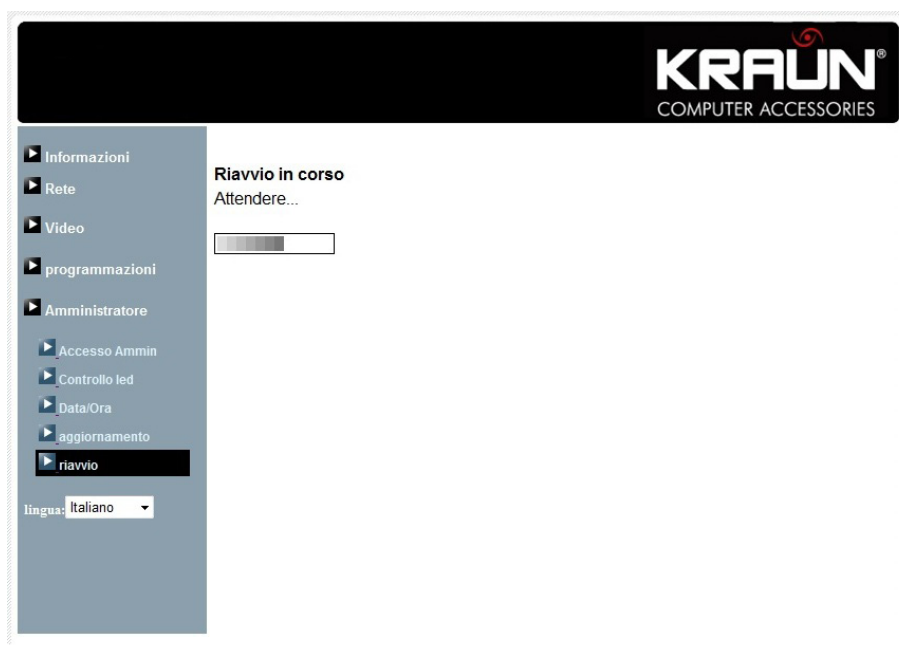 KRAUN®
COMPUTER ACCESSORIES
Informazioni
Rete
Video
programmazioni
Amministratore
Accesso Ammin
Controllo led
Data/Ora
aggiornamento
riavvio
lingua: Italiano
Riavvio in corso
Attendere...